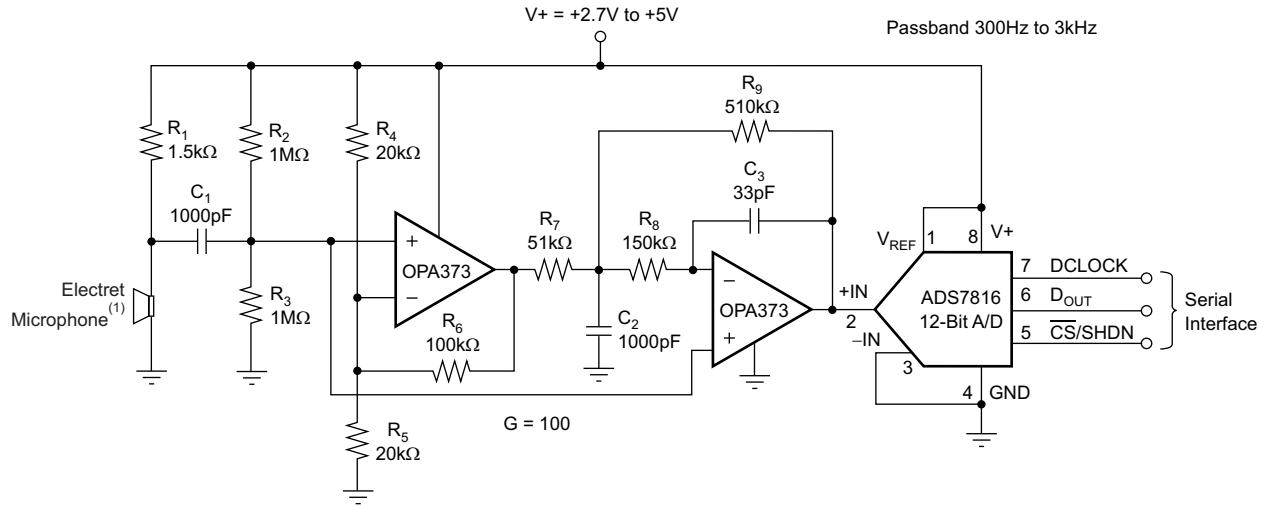 V+ = +2.7V to +5V
Passband 300Hz to 3kHz
R9
510kΩ
R1
1.5kΩ
R2
1MΩ
R4
20kΩ
C3
33pF
C1
1000pF
R7
51kΩ
R8
150kΩ
VREF
1
8
V+
+
OPA373
−
−
OPA373
+
7
DCLOCK
Electret
Microphone(1)
R3
1MΩ
R6
100kΩ
C2
1000pF
+IN
2
−IN
3
ADS7816
12-Bit A/D
6
DOUT
5
CS/SHDN
Serial
Interface
4
GND
G = 100
R5
20kΩ